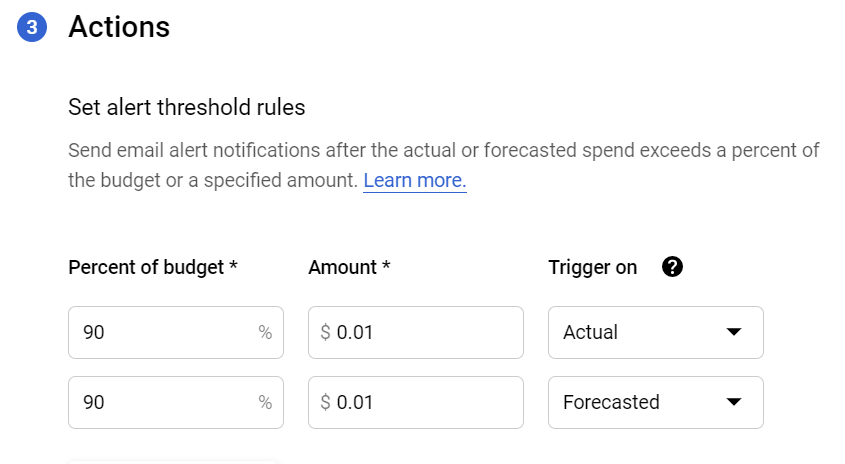 3 Actions
Set alert threshold rules
Send email alert notifications after the actual or forecasted spend exceeds a percent of
the budget or a specified amount. Learn more.
Percent of budget * Amount * Trigger on ?
90 % $ 0.01 Actual
90 % $ 0.01 Forecasted